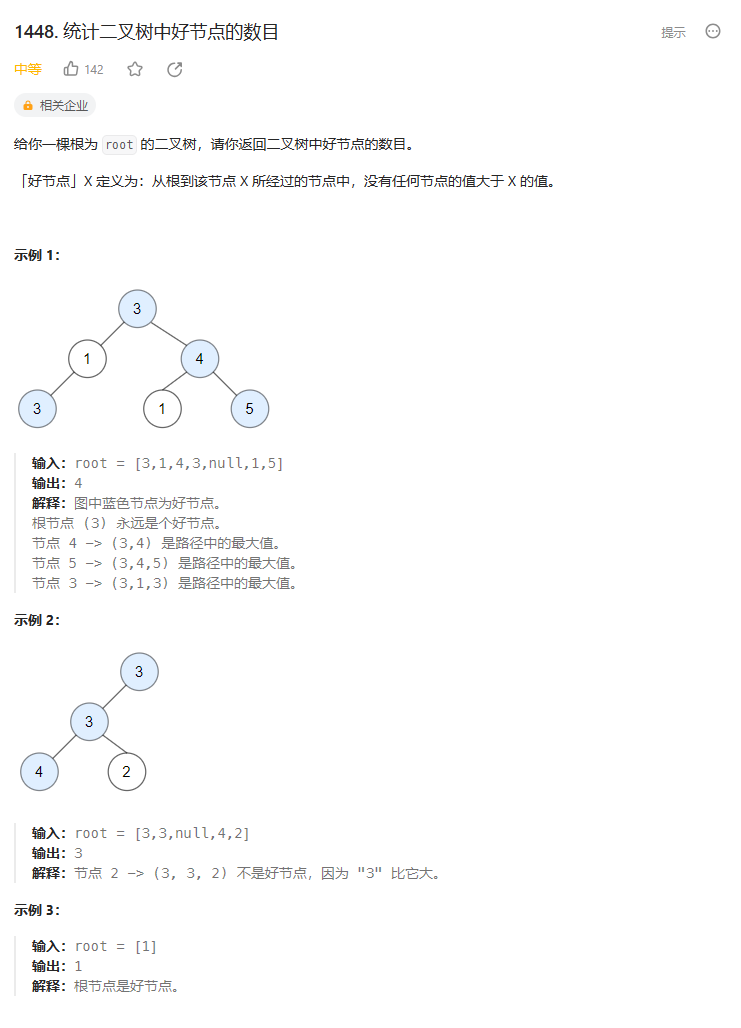 1448. 统计二叉树中好节点的数目
提示
中等
142
相关企业
给你一棵根为 root 的二叉树，请你返回二叉树中好节点的数目。
「好节点」X 定义为：从根到该节点 X 所经过的节点中，没有任何节点的值大于 X 的值。
示例 1：
3
1 4
3 1 5
输入：root = [3,1,4,3,null,1,5]
输出：4
解释：图中蓝色节点为好节点。
根节点 (3) 永远是个好节点。
节点 4 -> (3,4) 是路径中的最大值。
节点 5 -> (3,4,5) 是路径中的最大值。
节点 3 -> (3,1,3) 是路径中的最大值。
示例 2：
3
3
4 2
输入：root = [3,3,null,4,2]
输出：3
解释：节点 2 -> (3, 3, 2) 不是好节点，因为 "3" 比它大。
示例 3：
输入：root = [1]
输出：1
解释：根节点是好节点。